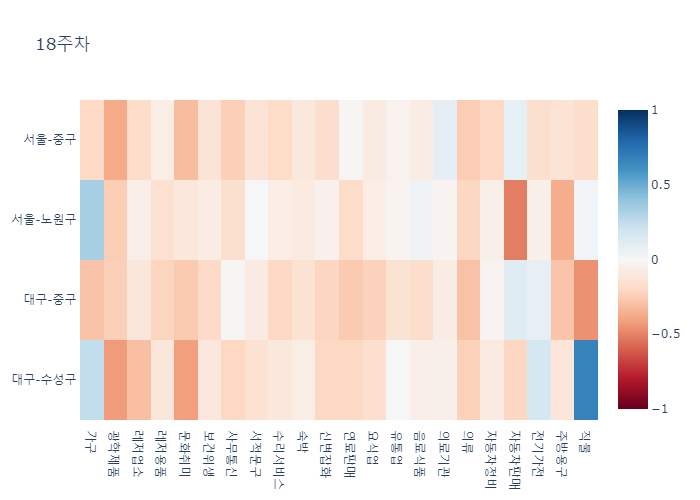 18주차
서울-중구
서울-노원구
대구-중구
대구-수성구
가구
광학제품
레저업소
레저용품
문화취미
보건위생
사무통신
서적문구
수리서비스
숙박
신변잡화
연료판매
요식업
유통업
음료식품
의료기관
의류
자동차정비
자동차판매
전기가전
주방용구
직물
1
0.5
0
−0.5
−1